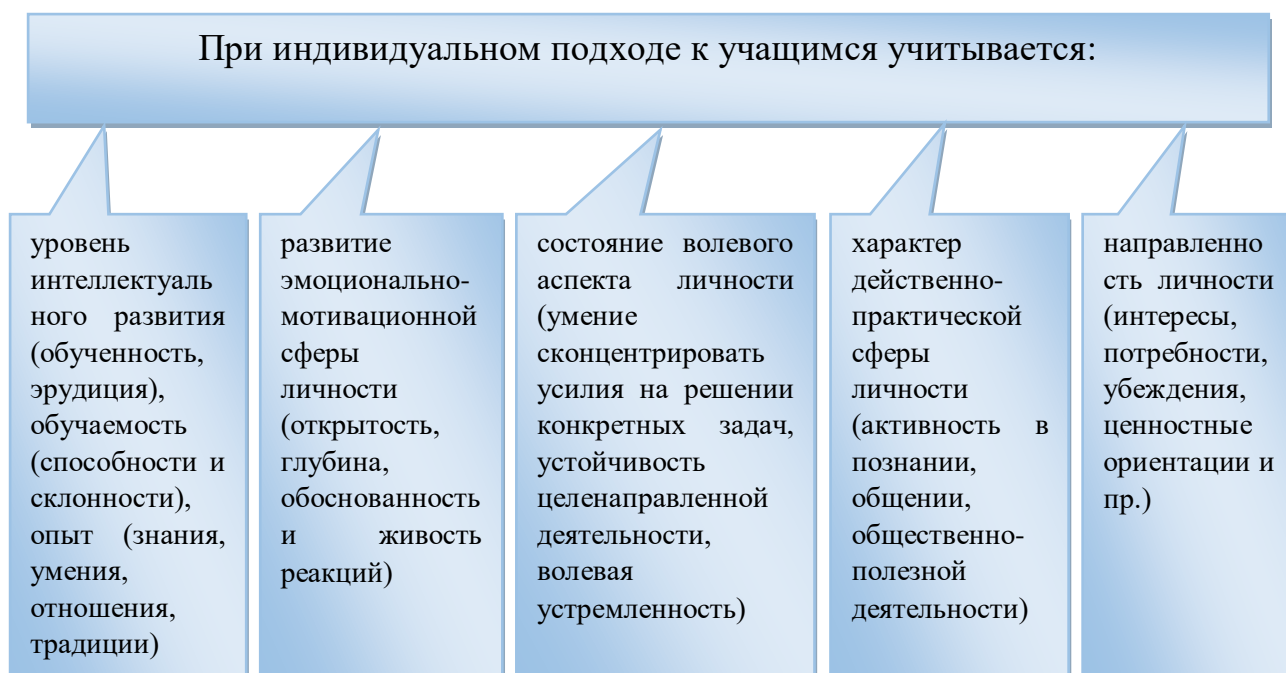 При индивидуальном подходе к учащимся учитывается:
уровень
интеллектуаль
ного развития
(обученность,
эрудиция),
обучаемость
(способности и
склонности),
опыт (знания,
умения,
отношения,
традиции)
развитие
эмоционально-
мотивационной
сферы
личности
(открытость,
глубина,
обоснованность
и живость
реакций)
состояние волевого
аспекта личности
(умение
сконцентрировать
усилия на решении
конкретных задач,
устойчивость
целенаправленной
деятельности,
волевая
устремленность)
характер
действенно-
практической
сферы
личности
(активность в
познании,
общении,
общественно-
полезной
деятельности)
направленно
сть личности
(интересы,
потребности,
убеждения,
ценностные
ориентации и
пр.)